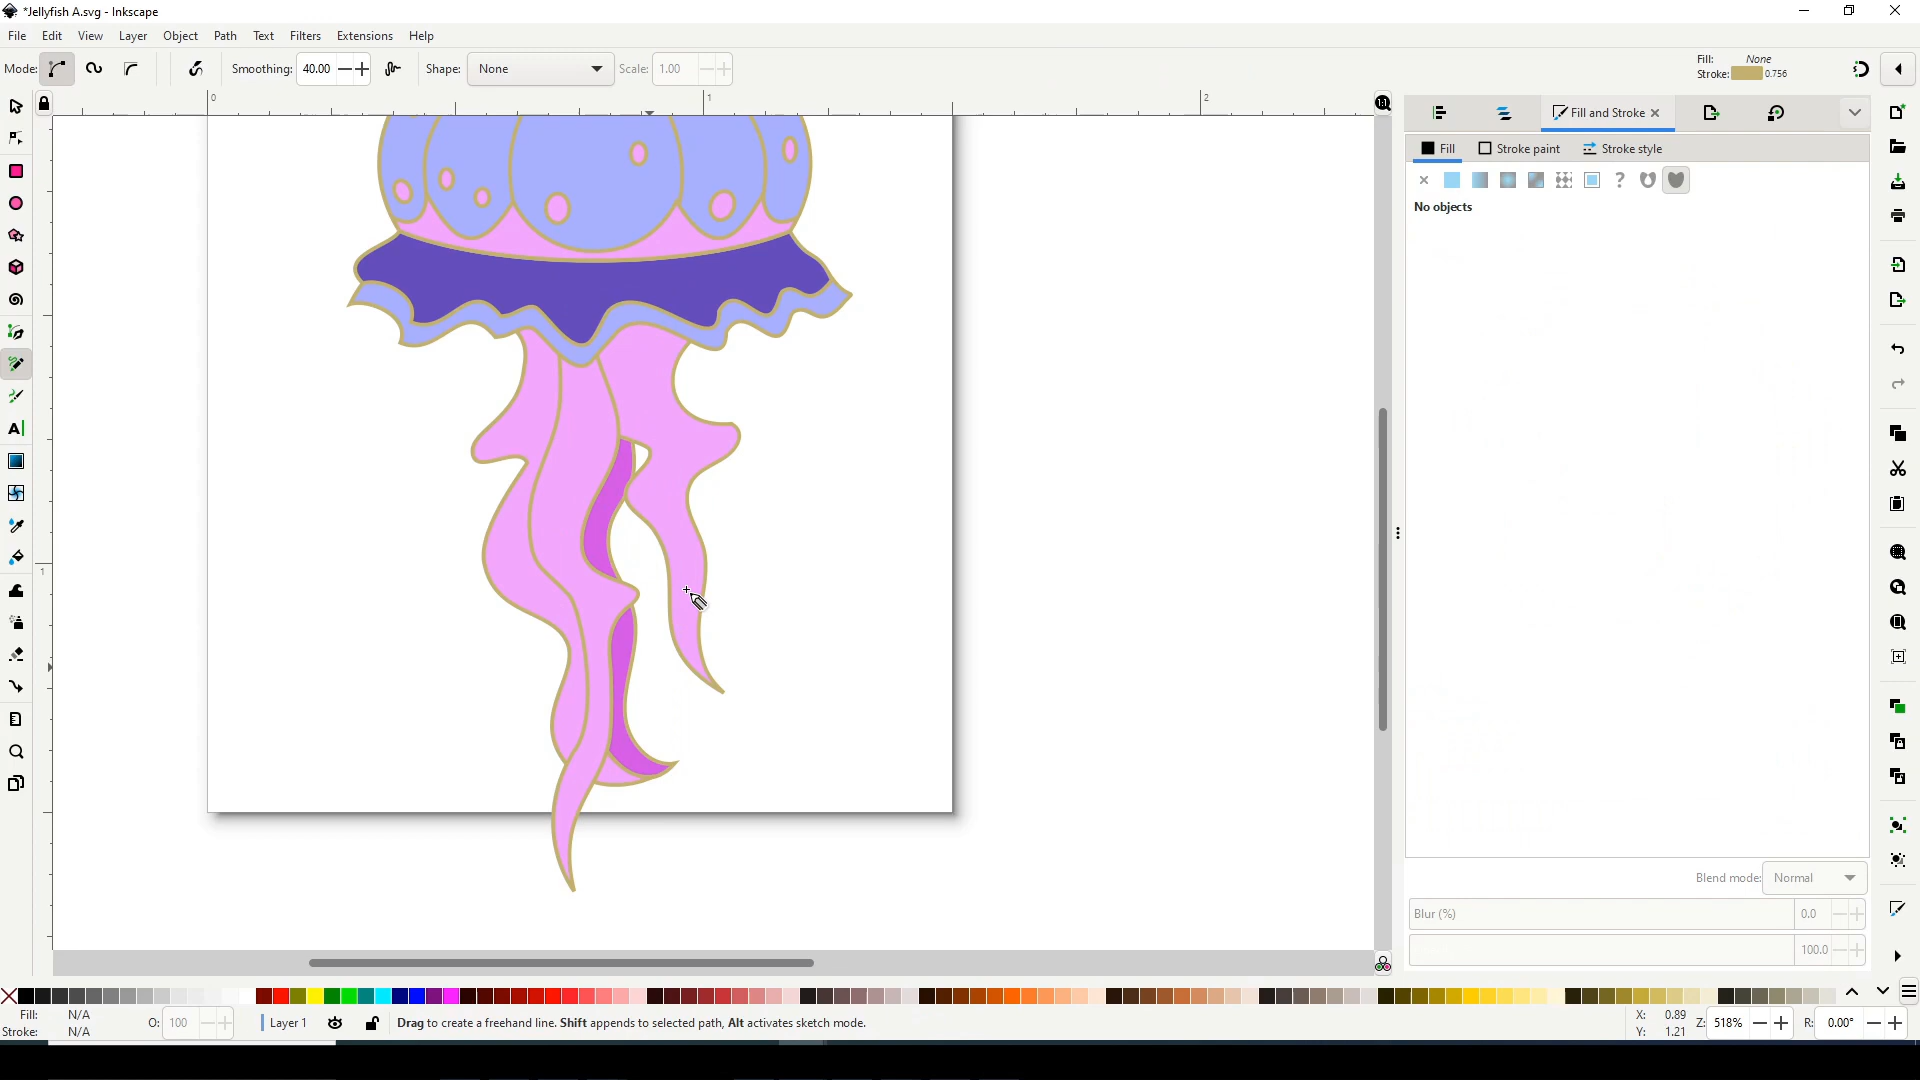 *Jellyfish A.svg - Inkscape
File Edit View Layer Object Path Text Filters Extensions Help
Mode: Smoothing: 40.00 Shape: None Scale: 1.00
Fill: None
Stroke: 0.756
0 1 2
Fill and Stroke
Fill Stroke paint Stroke style
No objects
1
Blend mode: Normal
Blur (%) 0.0
100.0
Fill: N/A
Stroke: N/A
O: 100
Layer 1
Drag to create a freehand line. Shift appends to selected path, Alt activates sketch mode.
X: 0.89
Y: 1.21
Z: 518%
R: 0.00°